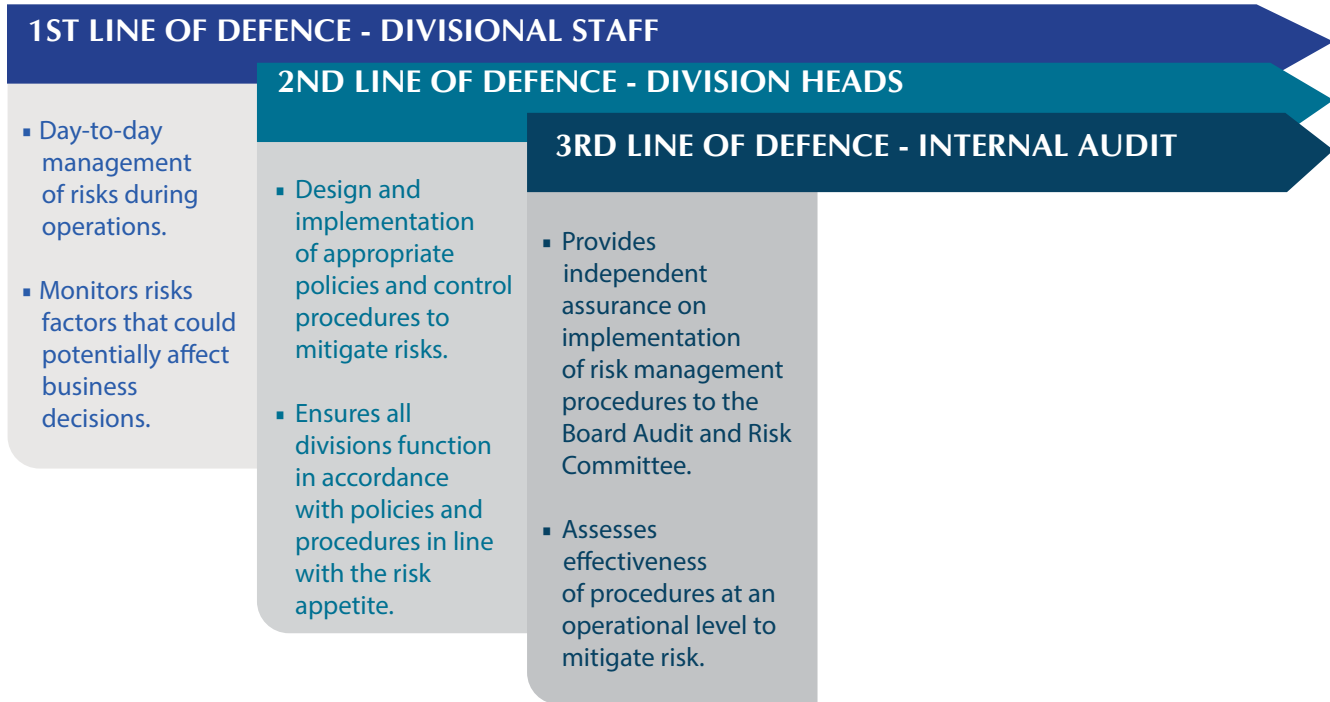 1ST LINE OF DEFENCE - DIVISIONAL STAFF
▪ Day-to-day
management
of risks during
operations.
▪ Monitors risks
factors that could
potentially affect
business
decisions.
2ND LINE OF DEFENCE - DIVISION HEADS
▪ Design and
implementation
of appropriate
policies and control
procedures to
mitigate risks.
▪ Ensures all
divisions function
in accordance
with policies and
procedures in line
with the risk
appetite.
3RD LINE OF DEFENCE - INTERNAL AUDIT
▪ Provides
independent
assurance on
implementation
of risk management
procedures to the
Board Audit and Risk
Committee.
▪ Assesses
effectiveness
of procedures at an
operational level to
mitigate risk.